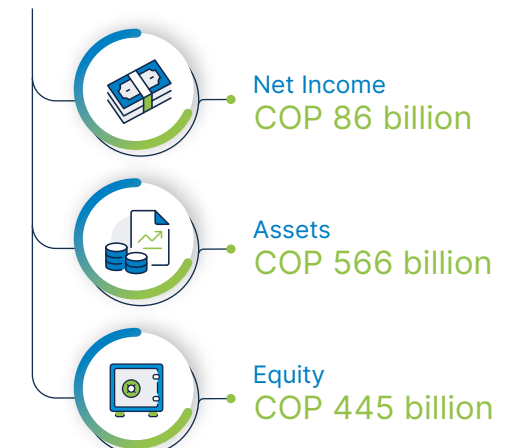 Net Income
COP 86 billion
Assets
COP 566 billion
Equity
COP 445 billion